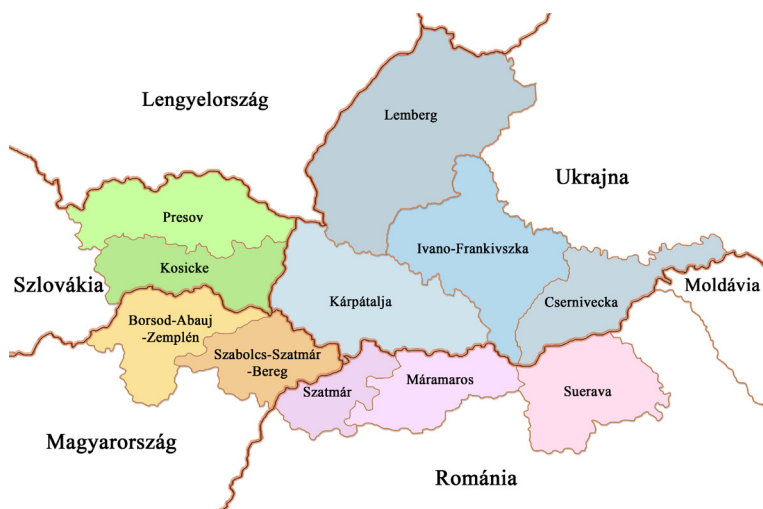 Lengyelország
Lemberg
Ukrajna
Presov
Ivano-Frankivszka
Kosicke
Szlovákia
Moldávia
Kárpátalja
Csernivecka
Borsod-Abauj
-Zemplén
Szabolcs-Szatmár
-Bereg
Szatmár
Máramaros
Suerava
Magyarország
Románia